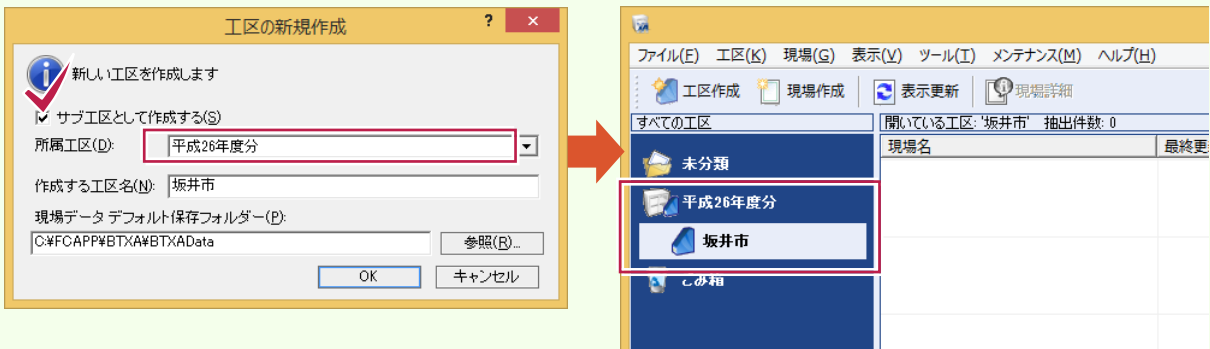 工区の新規作成
?
×
新しい工区を作成します
サブ工区として作成する(S)
所属工区(D):
平成26年度分
作成する工区名(N):
坂井市
現場データ デフォルト保存フォルダー(P):
C:¥FCAPP¥BTXA¥BTXAData
参照(R)...
OK
キャンセル
ファイル(F) 工区(K) 現場(G) 表示(V) ツール(T) メンテナンス(M) ヘルプ(H)
工区作成 現場作成 表示更新 現場詳細
すべての工区
開いている工区: '坂井市' 抽出件数: 0
現場名
最終更
未分類
平成26年度分
坂井市
ごみ箱